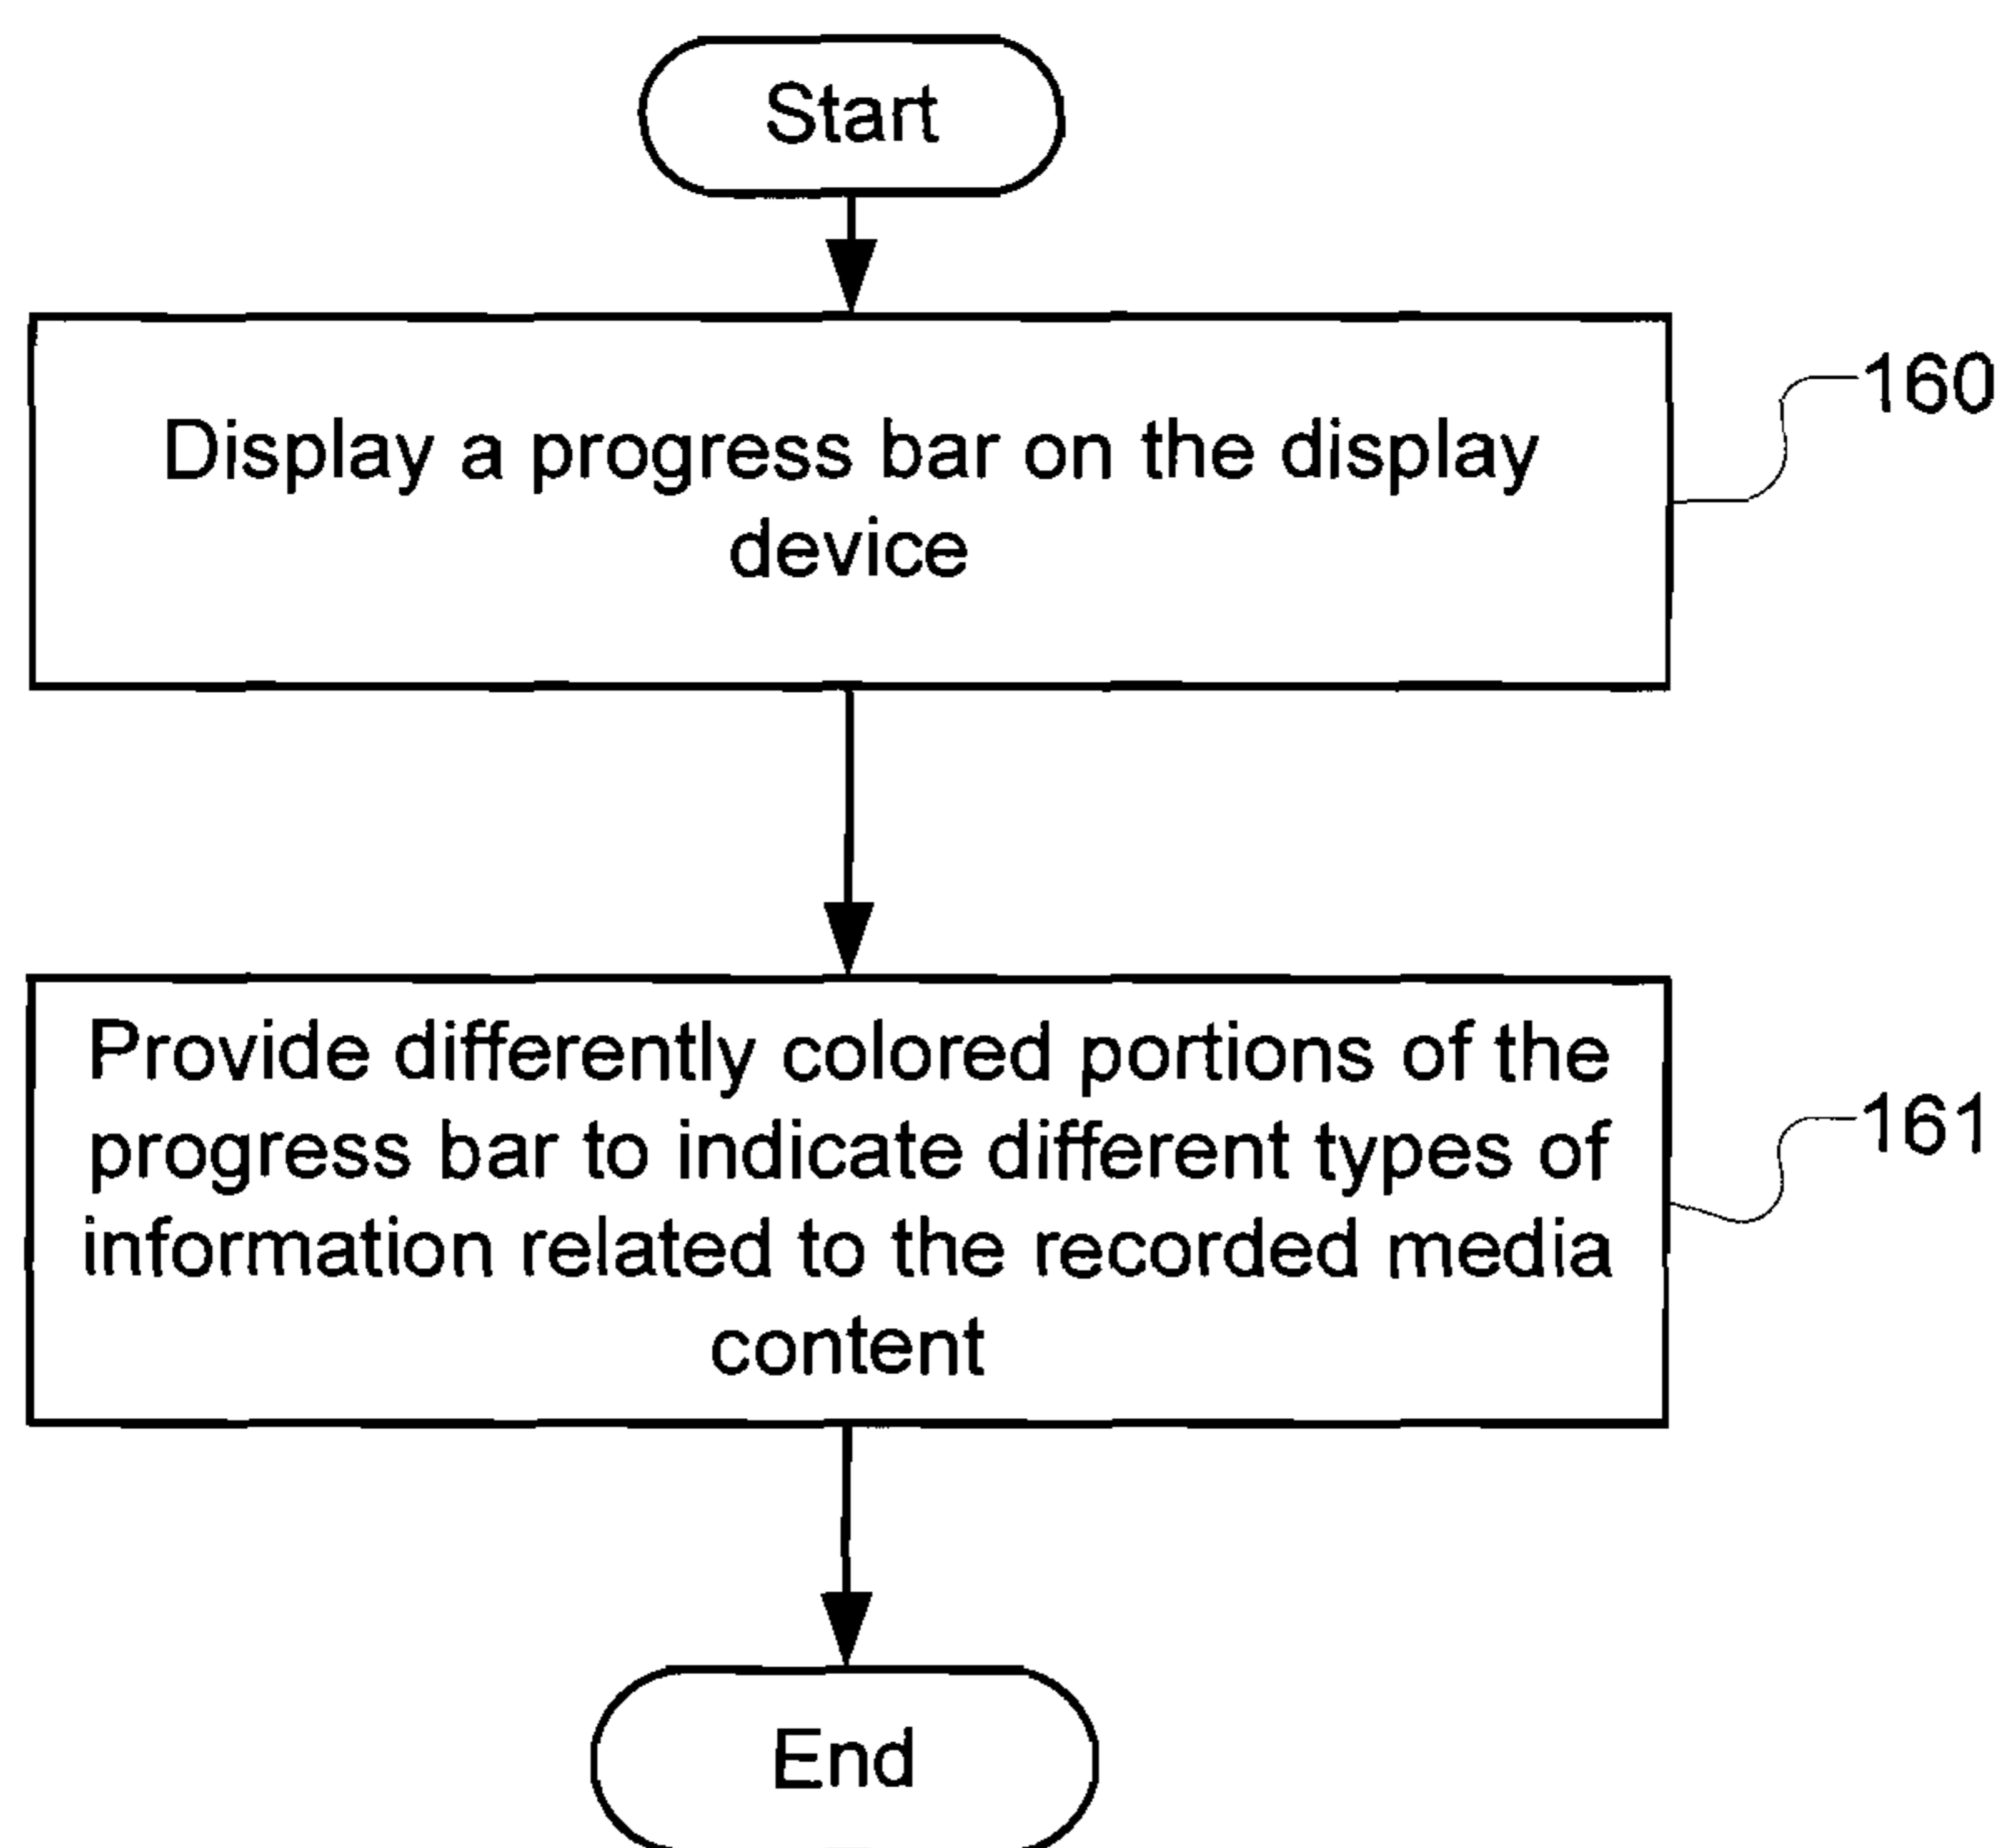 Start
Display a progress bar on the display
device
160
Provide differently colored portions of the
progress bar to indicate different types of
information related to the recorded media
content
161
End